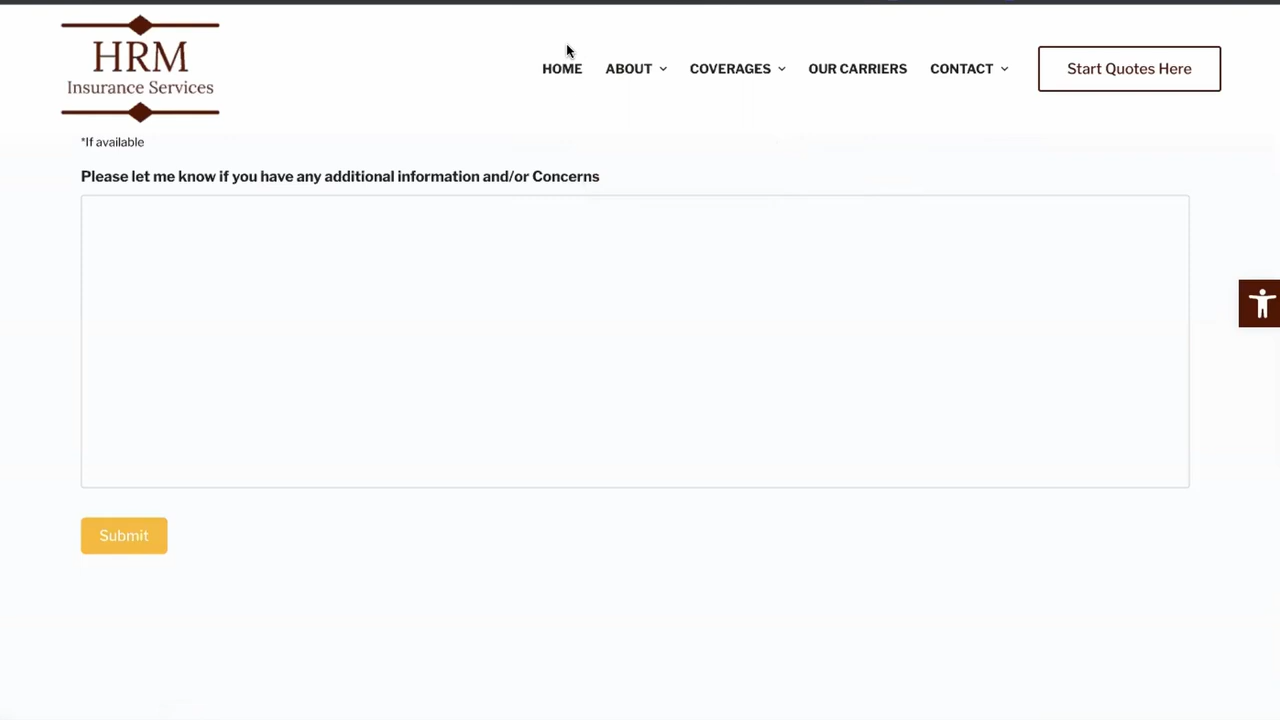 HRM
Insurance Services
HOME ABOUT COVERAGES OUR CARRIERS CONTACT Start Quotes Here
*If available
Please let me know if you have any additional information and/or Concerns
Submit